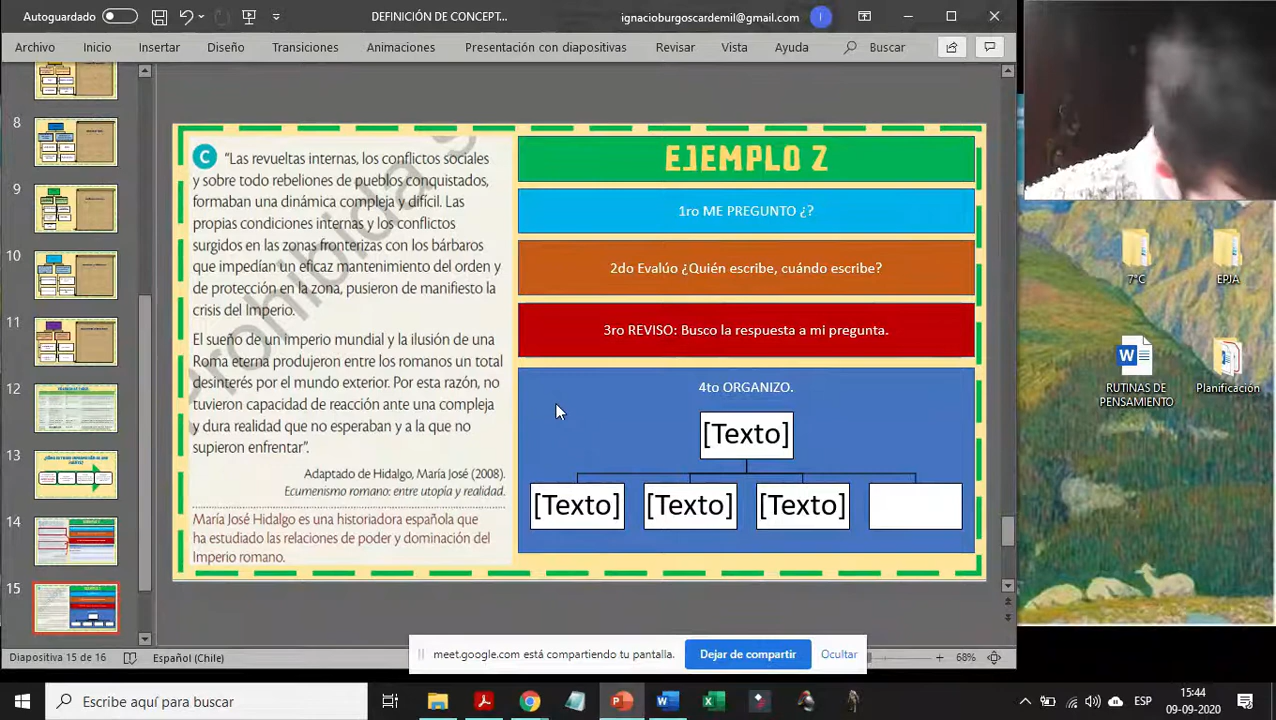 Autoguardado
DEFINICIÓN DE CONCEPT...
ignacioburgoscardemil@gmail.com
I
Archivo
Inicio
Insertar
Diseño
Transiciones
Animaciones
Presentación con diapositivas
Revisar
Vista
Ayuda
Buscar
8
9
10
11
12
13
14
15
C "Las revueltas internas, los conflictos sociales
y sobre todo rebeliones de pueblos conquistados,
formaban una dinámica compleja y difícil. Las
propias condiciones internas y los conflictos
surgidos en las zonas fronterizas con los bárbaros
que impedían un eficaz mantenimiento del orden y
de protección en la zona, pusieron de manifiesto la
crisis del Imperio.
El sueño de un imperio mundial y la ilusión de una
Roma eterna produjeron entre los romanos un total
desinterés por el mundo exterior. Por esta razón, no
tuvieron capacidad de reacción ante una compleja
y dura realidad que no esperaban y a la que no
supieron enfrentar".
Adaptado de Hidalgo, María José (2008).
Ecumenismo romano: entre utopía y realidad.
María José Hidalgo es una historiadora española que
ha estudiado las relaciones de poder y dominación del
Imperio romano.
EJEMPLO 2
1ro ME PREGUNTO ¿?
2do Evalúo ¿Quién escribe, cuándo escribe?
3ro REVISO: Busco la respuesta a mi pregunta.
4to ORGANIZO.
[Texto]
[Texto] [Texto] [Texto]
7°C
EPJA
RUTINAS DE
PENSAMIENTO
Planificación
meet.google.com está compartiendo tu pantalla.
Dejar de compartir
Ocultar
Diapositiva 15 de 16
Español (Chile)
68%
Escribe aquí para buscar
ESP
15:44
09-09-2020